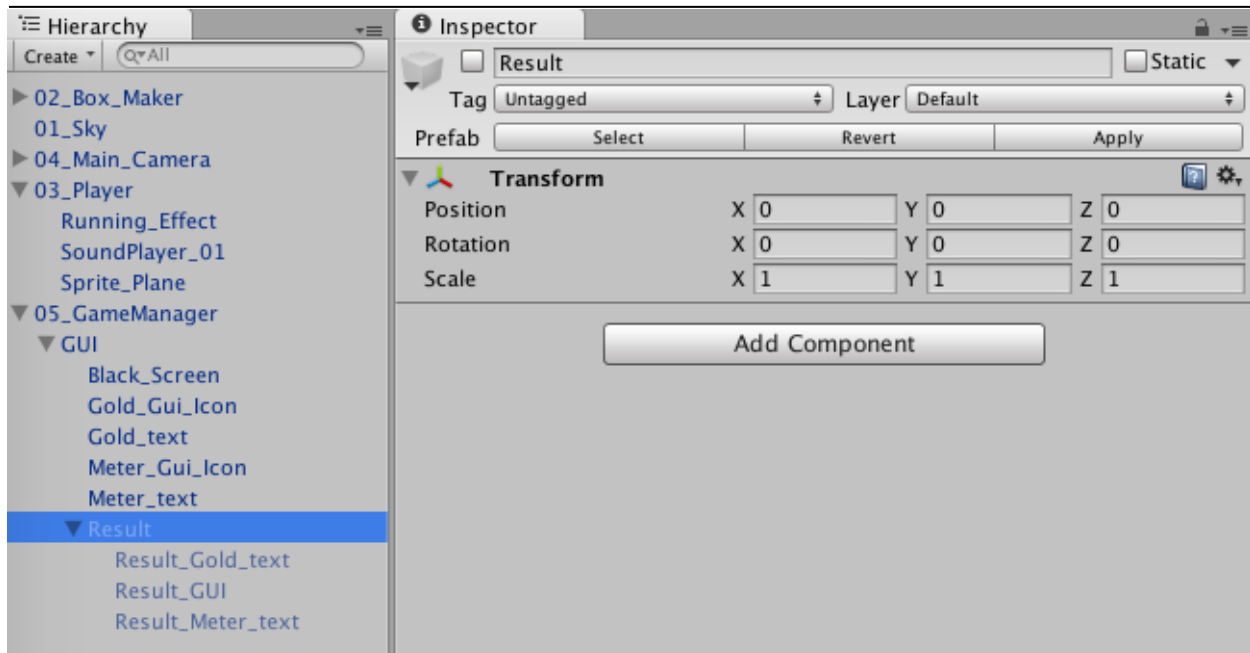 Hierarchy
Create
All
02_Box_Maker
01_Sky
04_Main_Camera
03_Player
Running_Effect
SoundPlayer_01
Sprite_Plane
05_GameManager
GUI
Black_Screen
Gold_Gui_Icon
Gold_text
Meter_Gui_Icon
Meter_text
Result
Result_Gold_text
Result_GUI
Result_Meter_text
Inspector
Result Static
Tag Untagged Layer Default
Prefab Select Revert Apply
Transform
Position X 0 Y 0 Z 0
Rotation X 0 Y 0 Z 0
Scale X 1 Y 1 Z 1
Add Component